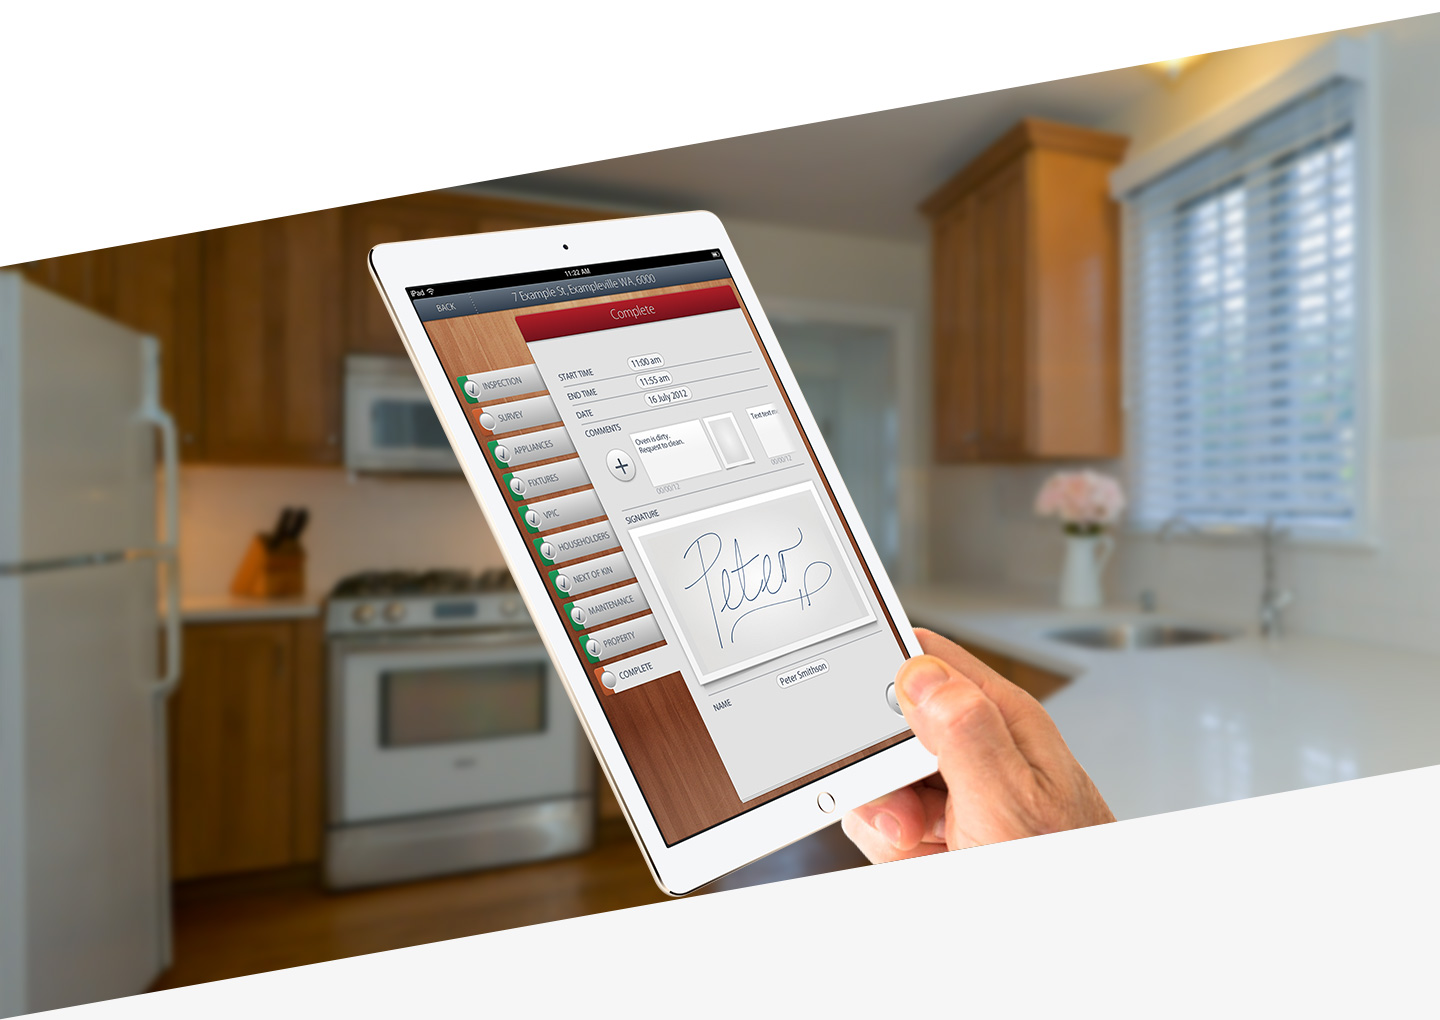 iPad
11:22 AM
BACK
7 Example St, Exampleville WA, 6000
Complete
INSPECTION
SURVEY
APPLIANCES
FIXTURES
VPIC
HOUSEHOLDERS
NEXT OF KIN
MAINTENANCE
PROPERTY
COMPLETE
START TIME
11:00 am
END TIME
11:55 am
DATE
16 July 2012
COMMENTS
Oven is dirty.
Request to clean.
00/00/12
Text text
00/00/12
SIGNATURE
Peter
NAME
Peter Smithson